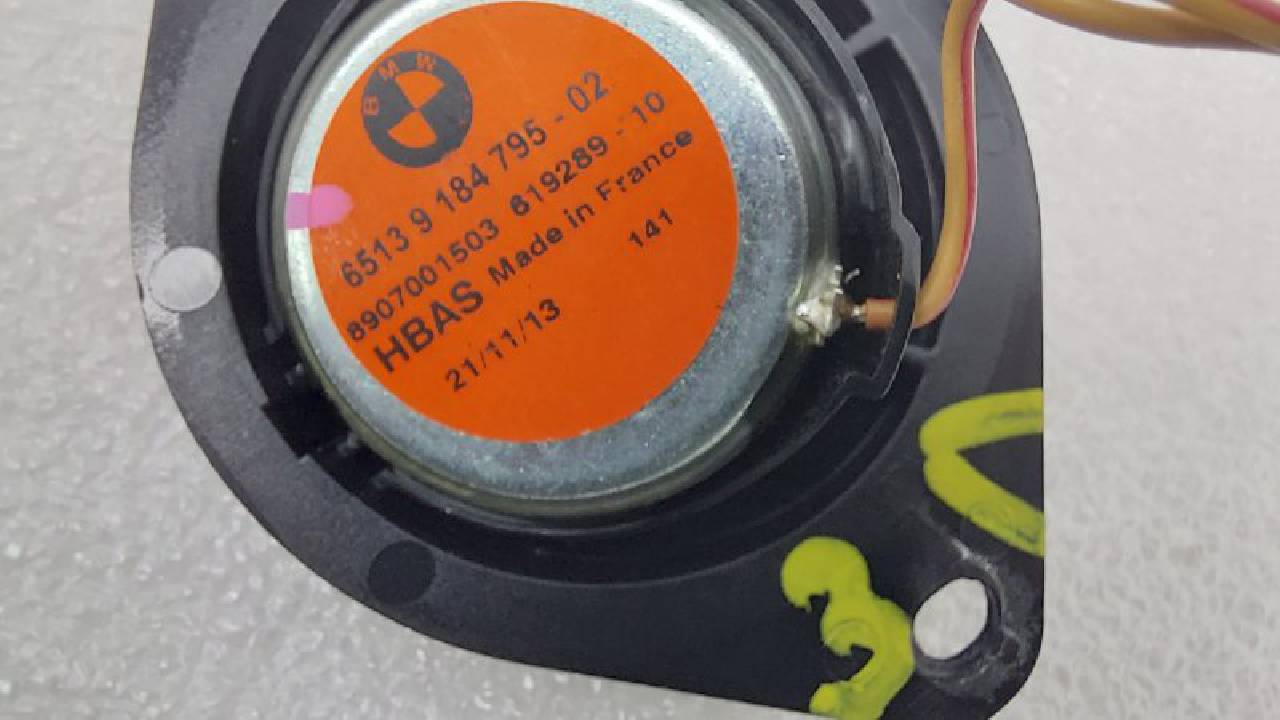 BMW
6513 9 184 795 - 02
8907001503 619289 - 10
HBAS Made in France
141
21/11/13
3